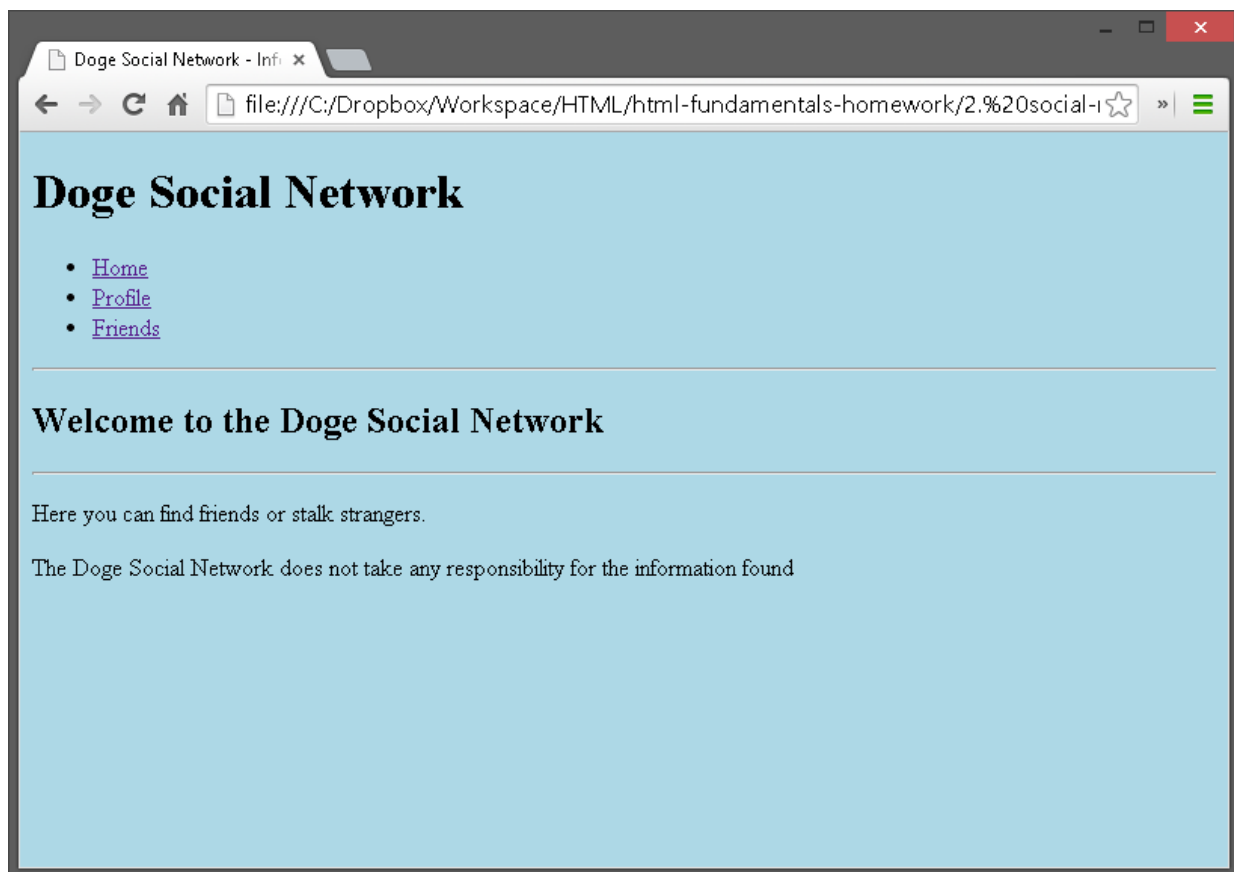 Doge Social Network - Inf
file:///C:/Dropbox/Workspace/HTML/html-fundamentals-homework/2.%20social-
Doge Social Network
Home
Profile
Friends
Welcome to the Doge Social Network
Here you can find friends or stalk strangers.
The Doge Social Network does not take any responsibility for the information found